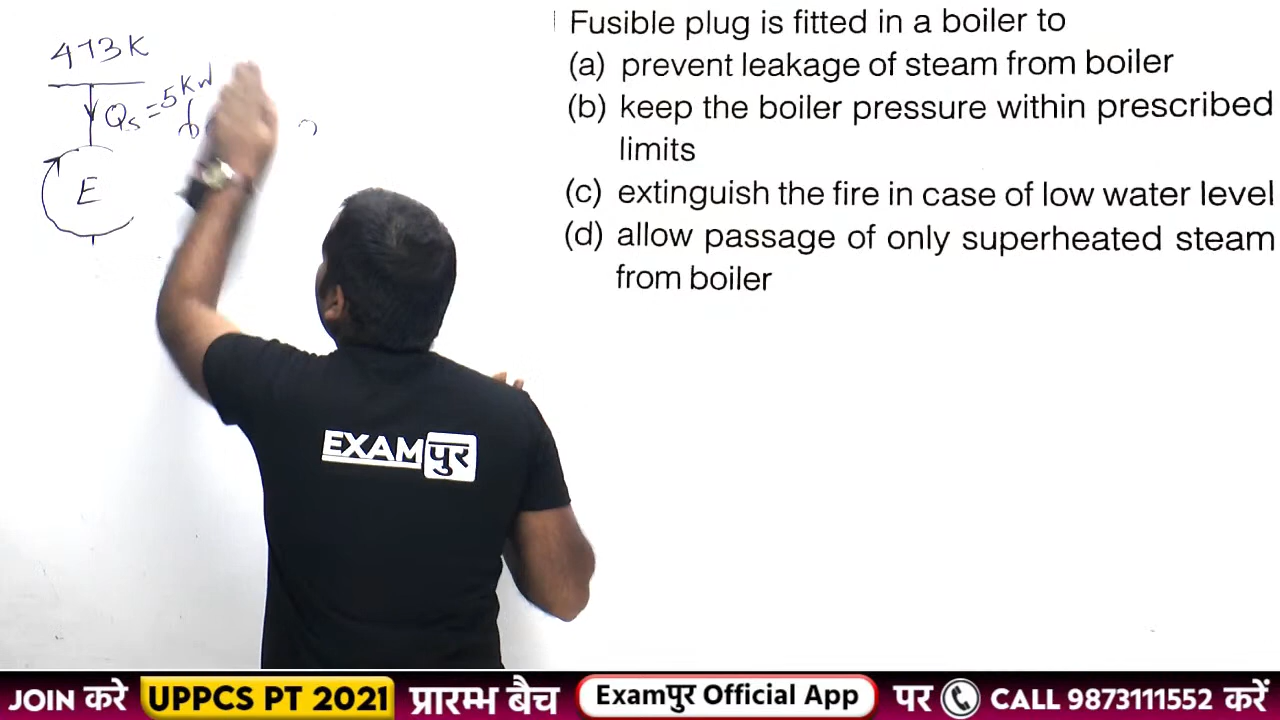 473K
Qs = 5kW
E
Fusible plug is fitted in a boiler to
(a) prevent leakage of steam from boiler
(b) keep the boiler pressure within prescribed
limits
(c) extinguish the fire in case of low water level
(d) allow passage of only superheated steam
from boiler
EXAMपुर
JOIN करे UPPCS PT 2021 प्रारम्भ बैच Examपुर Official App पर CALL 9873111552 करें